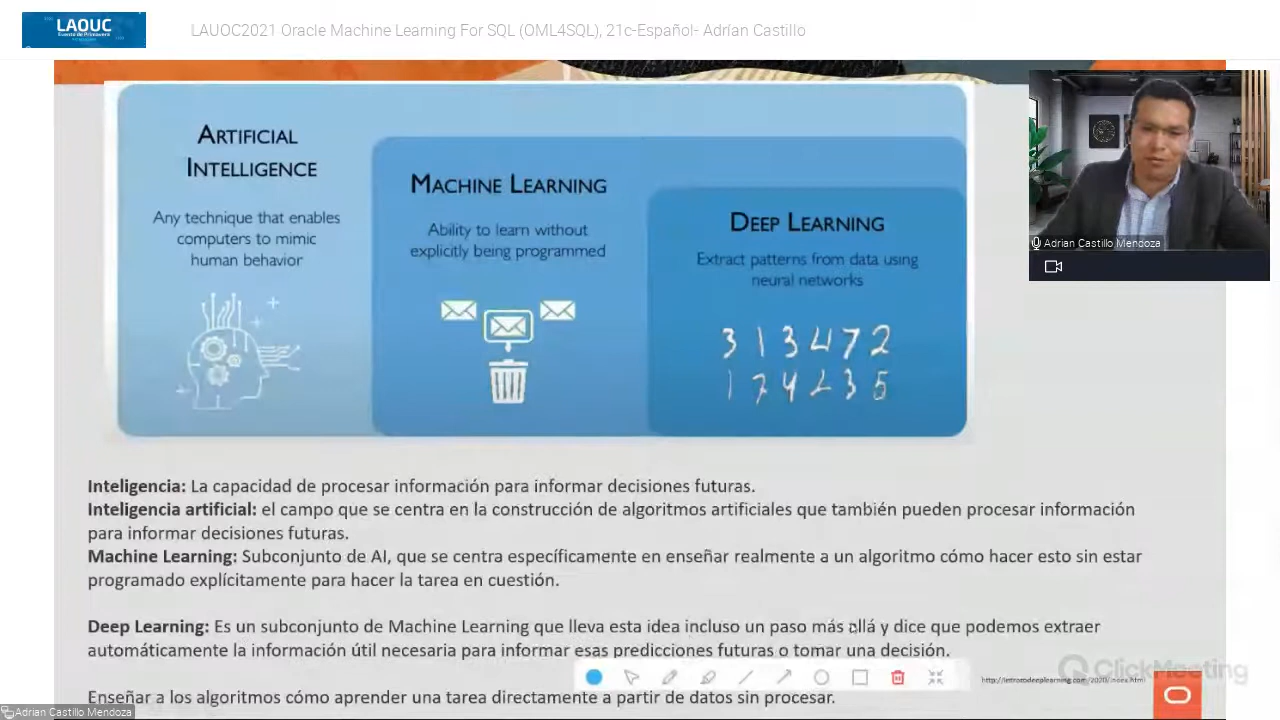 LAOUC
Evento de Primavera
LAUOC2021 Oracle Machine Learning For SQL (OML4SQL), 21c-Español- Adrían Castillo
ARTIFICIAL
INTELLIGENCE
Any technique that enables
computers to mimic
human behavior
MACHINE LEARNING
Ability to learn without
explicitly being programmed
DEEP LEARNING
Extract patterns from data using
neural networks
3 1 3 4 7 2
1 7 4 2 3 5
Adrian Castillo Mendoza
Inteligencia: La capacidad de procesar información para informar decisiones futuras.
Inteligencia artificial: el campo que se centra en la construcción de algoritmos artificiales que también pueden procesar información
para informar decisiones futuras.
Machine Learning: Subconjunto de AI, que se centra específicamente en enseñar realmente a un algoritmo cómo hacer esto sin estar
programado explícitamente para hacer la tarea en cuestión.
Deep Learning: Es un subconjunto de Machine Learning que lleva esta idea incluso un paso más allá y dice que podemos extraer
automáticamente la información útil necesaria para informar esas predicciones futuras o tomar una decisión.
ClickMeeting
Enseñar a los algoritmos cómo aprender una tarea directamente a partir de datos sin procesar.
Adrian Castillo Mendoza